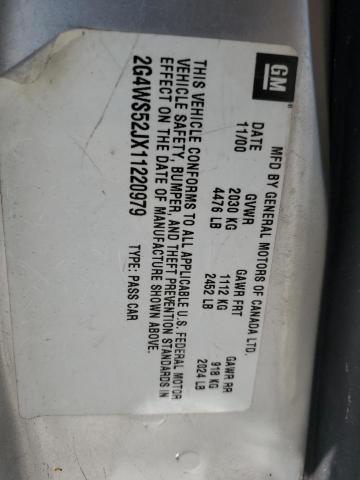 GM
MFD BY GENERAL MOTORS OF CANADA LTD.
DATE GVWR GAWR FRT GAWR RR
11/00 2030 KG 1112 KG 918 KG
4476 LB 2452 LB 2024 LB
THIS VEHICLE CONFORMS TO ALL APPLICABLE U.S. FEDERAL MOTOR
VEHICLE SAFETY, BUMPER, AND THEFT PREVENTION STANDARDS IN
EFFECT ON THE DATE OF MANUFACTURE SHOWN ABOVE.
2G4WS52JX11220979 TYPE: PASS CAR